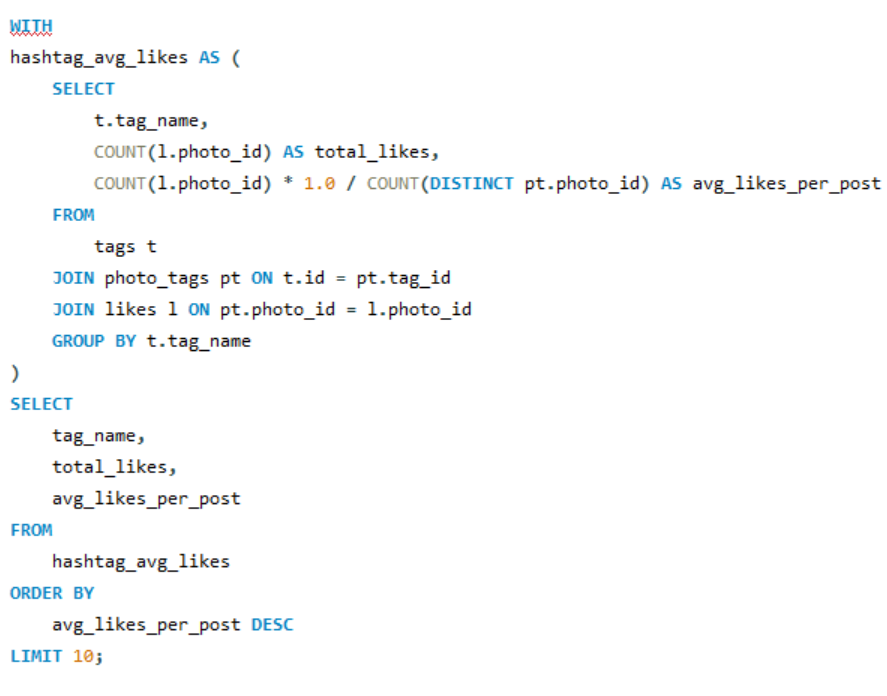 WITH
hashtag_avg_likes AS (
    SELECT
        t.tag_name,
        COUNT(l.photo_id) AS total_likes,
        COUNT(l.photo_id) * 1.0 / COUNT(DISTINCT pt.photo_id) AS avg_likes_per_post
    FROM
        tags t
    JOIN photo_tags pt ON t.id = pt.tag_id
    JOIN likes l ON pt.photo_id = l.photo_id
    GROUP BY t.tag_name
)
SELECT
    tag_name,
    total_likes,
    avg_likes_per_post
FROM
    hashtag_avg_likes
ORDER BY
    avg_likes_per_post DESC
LIMIT 10;